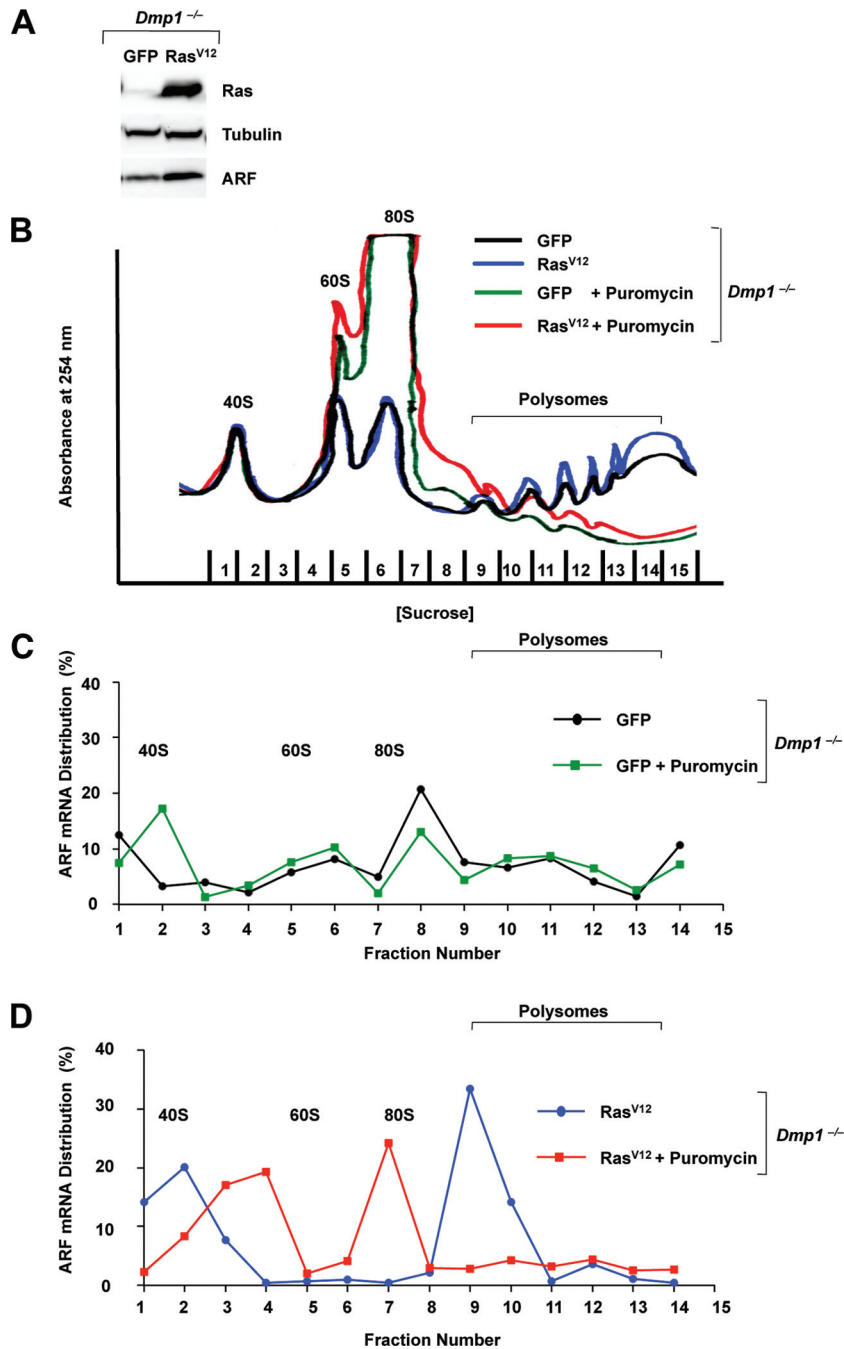 A
Dmp1 –/–
GFP RasV12
Ras
Tubulin
ARF
B
80S
60S
40S
GFP
RasV12
GFP + Puromycin
RasV12 + Puromycin
Dmp1 –/–
Polysomes
Absorbance at 254 nm
1 2 3 4 5 6 7 8 9 10 11 12 13 14 15
[Sucrose]
C
Polysomes
ARF mRNA Distribution (%)
40
30
20
10
0
40S 60S 80S
GFP
GFP + Puromycin
Dmp1 –/–
1 2 3 4 5 6 7 8 9 10 11 12 13 14 15
Fraction Number
D
Polysomes
ARF mRNA Distribution (%)
40
30
20
10
0
40S 60S 80S
RasV12
RasV12 + Puromycin
Dmp1 –/–
1 2 3 4 5 6 7 8 9 10 11 12 13 14 15
Fraction Number